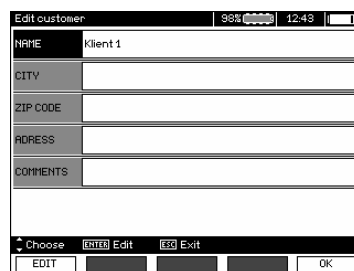 Edit customer 98% 12:43
NAME Klient 1
CITY
ZIP CODE
ADRESS
COMMENTS
Choose ENTER Edit ESC Exit
EDIT OK